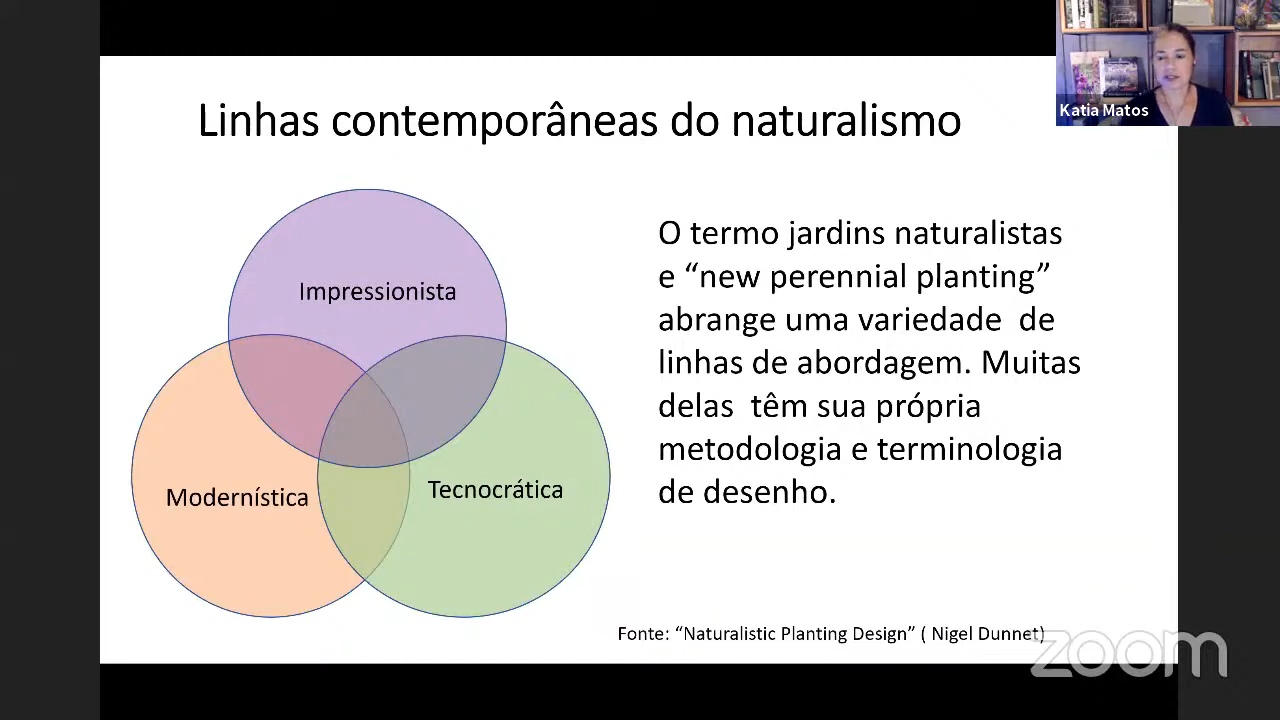 Linhas contemporâneas do naturalismo
Katia Matos
Impressionista
Modernística
Tecnocrática
O termo jardins naturalistas
e “new perennial planting”
abrange uma variedade de
linhas de abordagem. Muitas
delas têm sua própria
metodologia e terminologia
de desenho.
Fonte: “Naturalistic Planting Design” ( Nigel Dunnet)
zoom